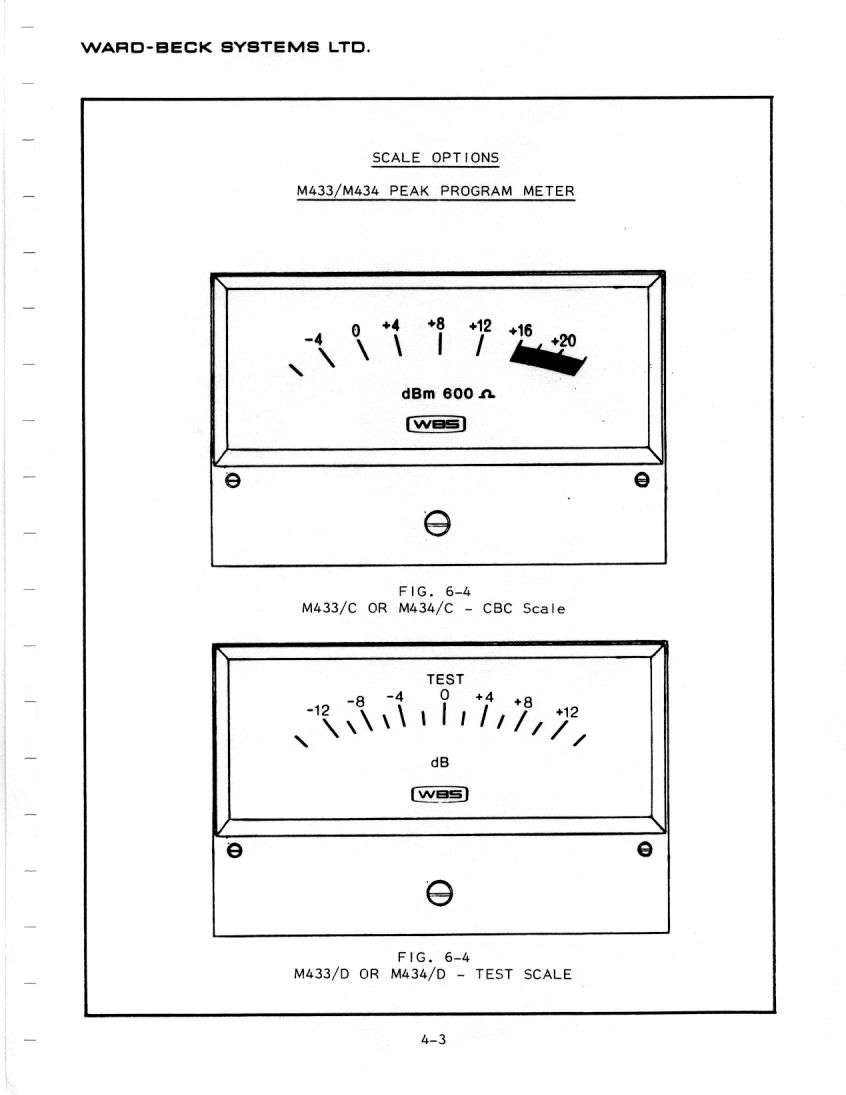 WARD-BECK SYSTEMS LTD.
SCALE OPTIONS
M433/M434 PEAK PROGRAM METER
-4 0 +4 +8 +12 +16 +20
dBm 600 Ω
WBS
FIG. 6-4
M433/C OR M434/C - CBC Scale
TEST
-12 -8 -4 0 +4 +8 +12
dB
WBS
FIG. 6-4
M433/D OR M434/D - TEST SCALE
4-3